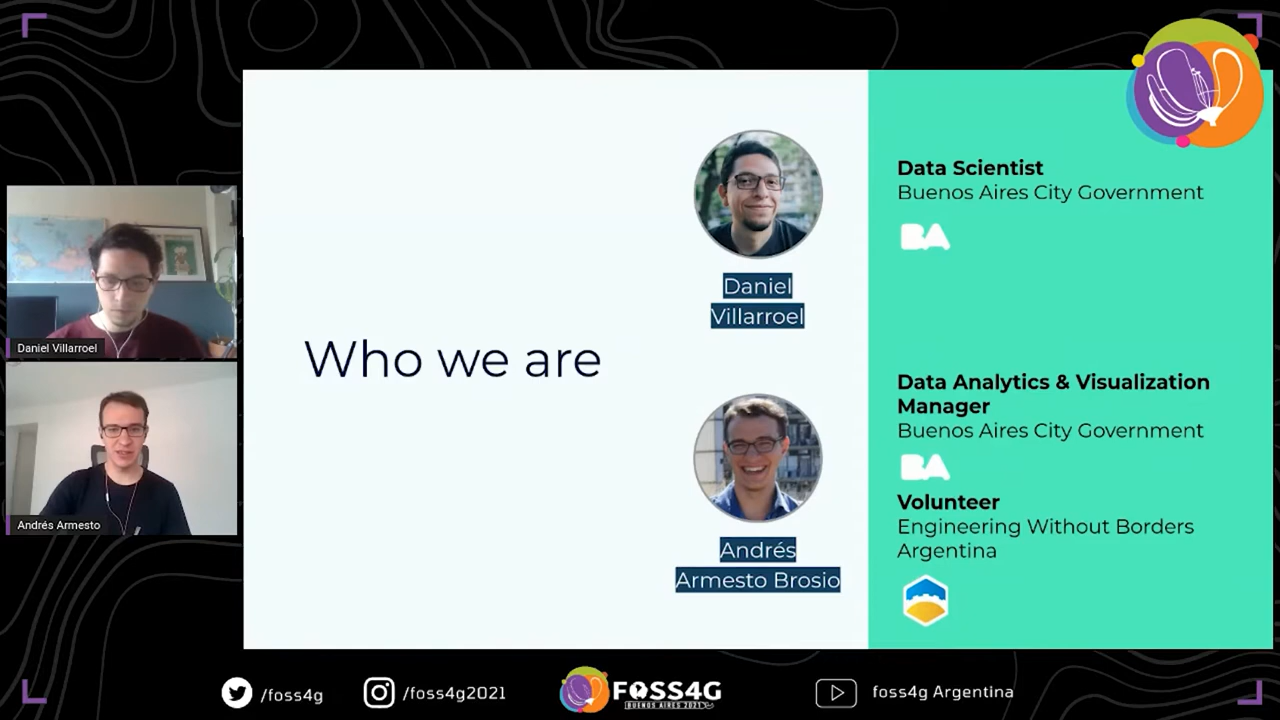 Daniel Villarroel
Andrés Armesto
Who we are
Daniel
Villarroel
Andrés
Armesto Brosio
Data Scientist
Buenos Aires City Government
BA
Data Analytics & Visualization
Manager
Buenos Aires City Government
BA
Volunteer
Engineering Without Borders
Argentina
/foss4g
/foss4g2021
FOSS4G
BUENOS AIRES 2021
foss4g Argentina